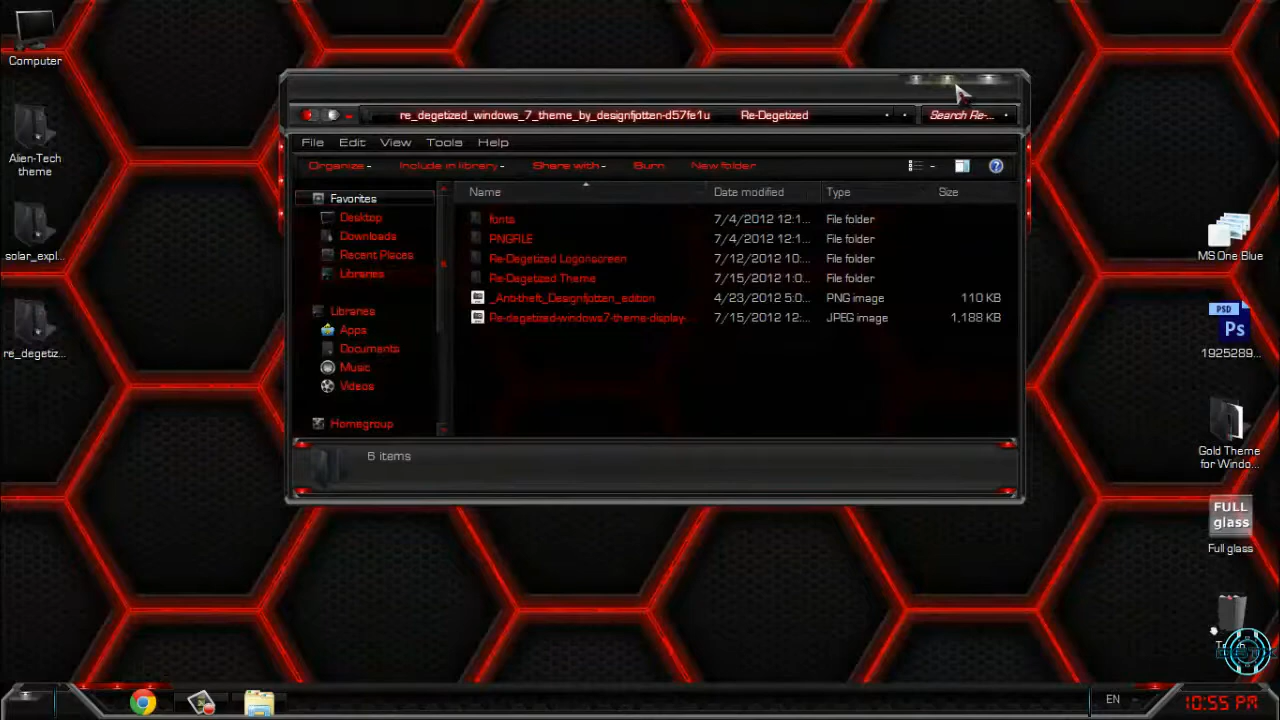 Computer
Alien-Tech
theme
solar_expl...
re_degetiz...
re_degetized_windows_7_theme_by_designfjotten-d57fe1u Re-Degetized
Search Re-...
File Edit View Tools Help
Organize Include in library Share with Burn New folder
Name Date modified Type Size
fonts 7/4/2012 12:1... File folder
PNGFILE 7/4/2012 12:1... File folder
Re-Degetized Logonscreen 7/12/2012 10:... File folder
Re-Degetized Theme 7/15/2012 1:0... File folder
_Anti-theft_Designfjotten_edition 4/23/2012 5:0... PNG image 110 KB
Re-degetized-windows7-theme-display-... 7/15/2012 12:... JPEG image 1,188 KB
Favorites
Desktop
Downloads
Recent Places
Libraries
Libraries
Apps
Documents
Music
Videos
Homegroup
6 items
MS One Blue
PSD
Ps
1925289...
Gold Theme
for Windo...
FULL
glass
Full glass
EN
10:55 PM